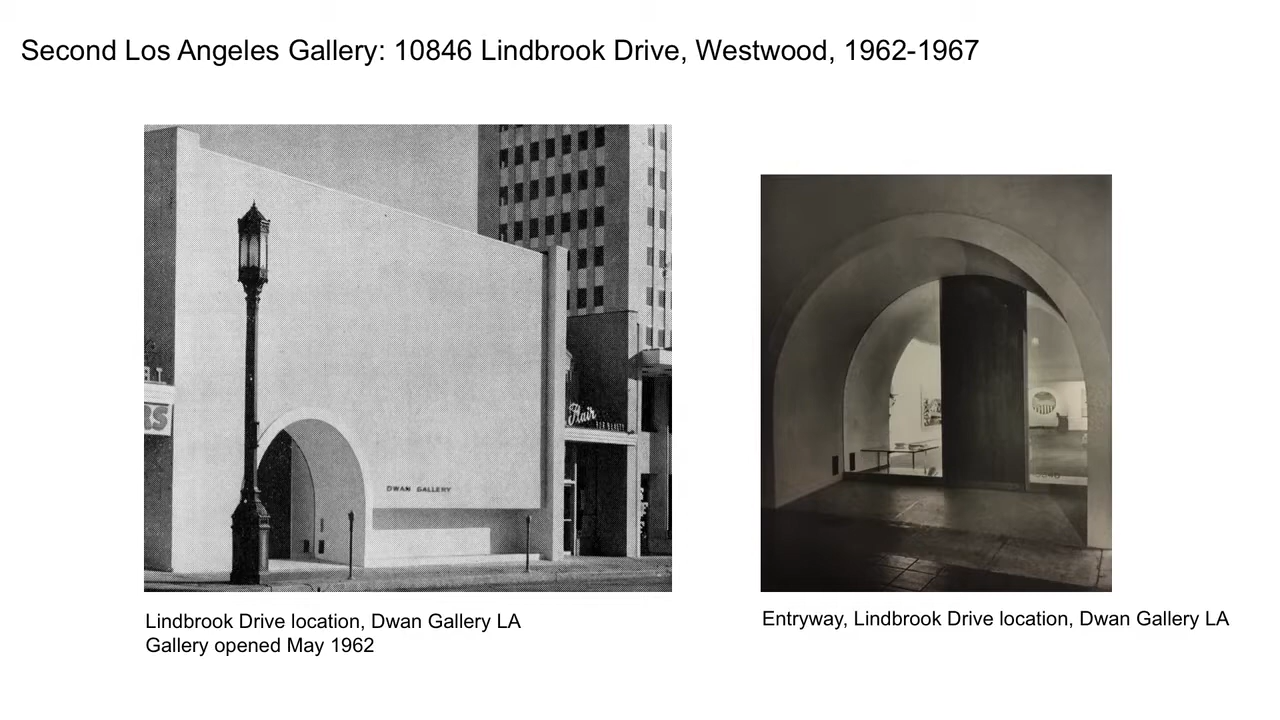 Second Los Angeles Gallery: 10846 Lindbrook Drive, Westwood, 1962-1967
DWAN GALLERY
Flair
Lindbrook Drive location, Dwan Gallery LA
Gallery opened May 1962
Entryway, Lindbrook Drive location, Dwan Gallery LA